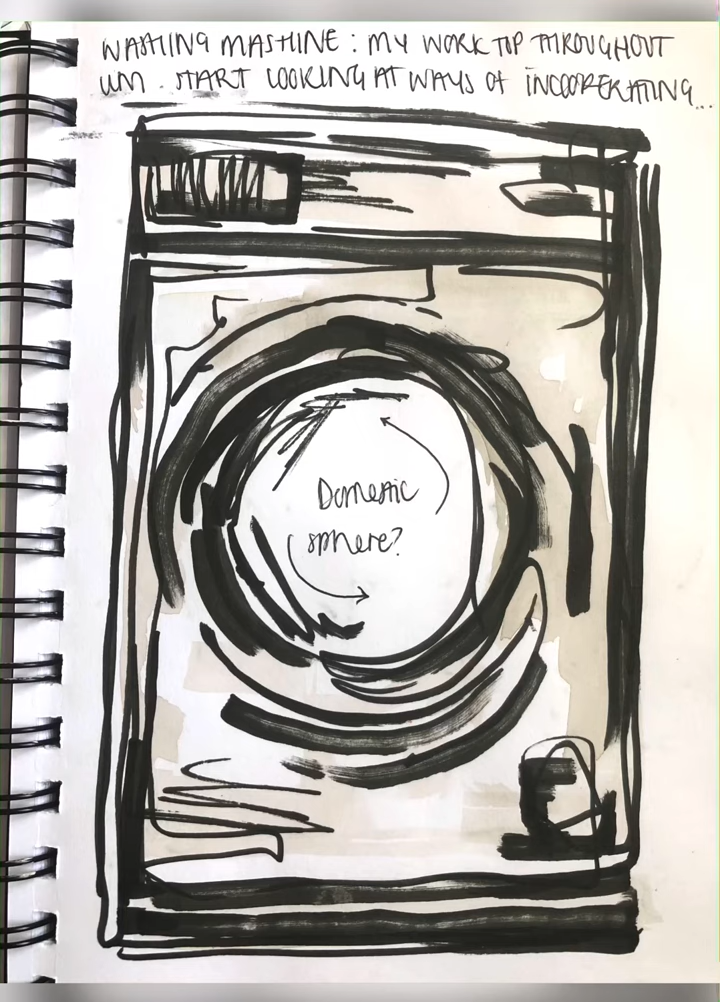 WASHING MASHINE : MY WORK TOP THROUGHOUT
UNI . START LOOKING AT WAYS OF INCOOPERATING...
Domestic
sphere?